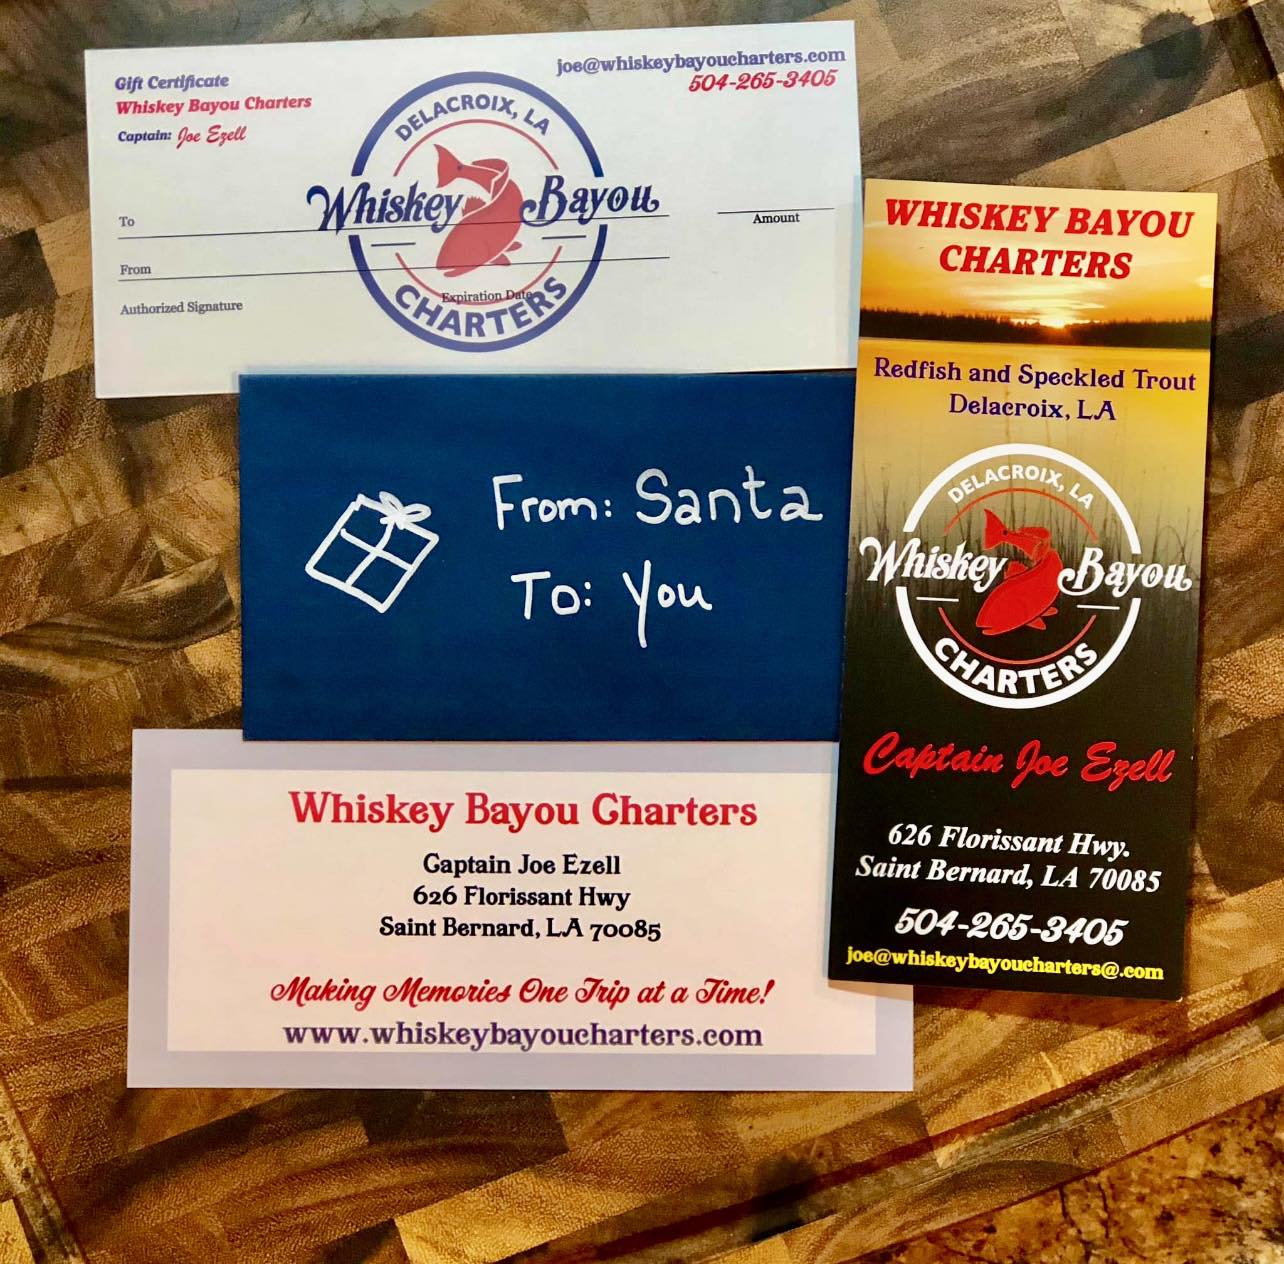 Gift Certificate
Whiskey Bayou Charters
Captain: Joe Ezell
joe@whiskeybayoucharters.com
504-265-3405
DELACROIX, LA
Whiskey Bayou
CHARTERS
To
From
Authorized Signature
Expiration Date
Amount
From: Santa
To: You
Whiskey Bayou Charters
Captain Joe Ezell
626 Florissant Hwy
Saint Bernard, LA 70085
Making Memories One Trip at a Time!
www.whiskeybayoucharters.com
WHISKEY BAYOU
CHARTERS
Redfish and Speckled Trout
Delacroix, LA
DELACROIX, LA
Whiskey Bayou
CHARTERS
Captain Joe Ezell
626 Florissant Hwy.
Saint Bernard, LA 70085
504-265-3405
joe@whiskeybayoucharters@.com